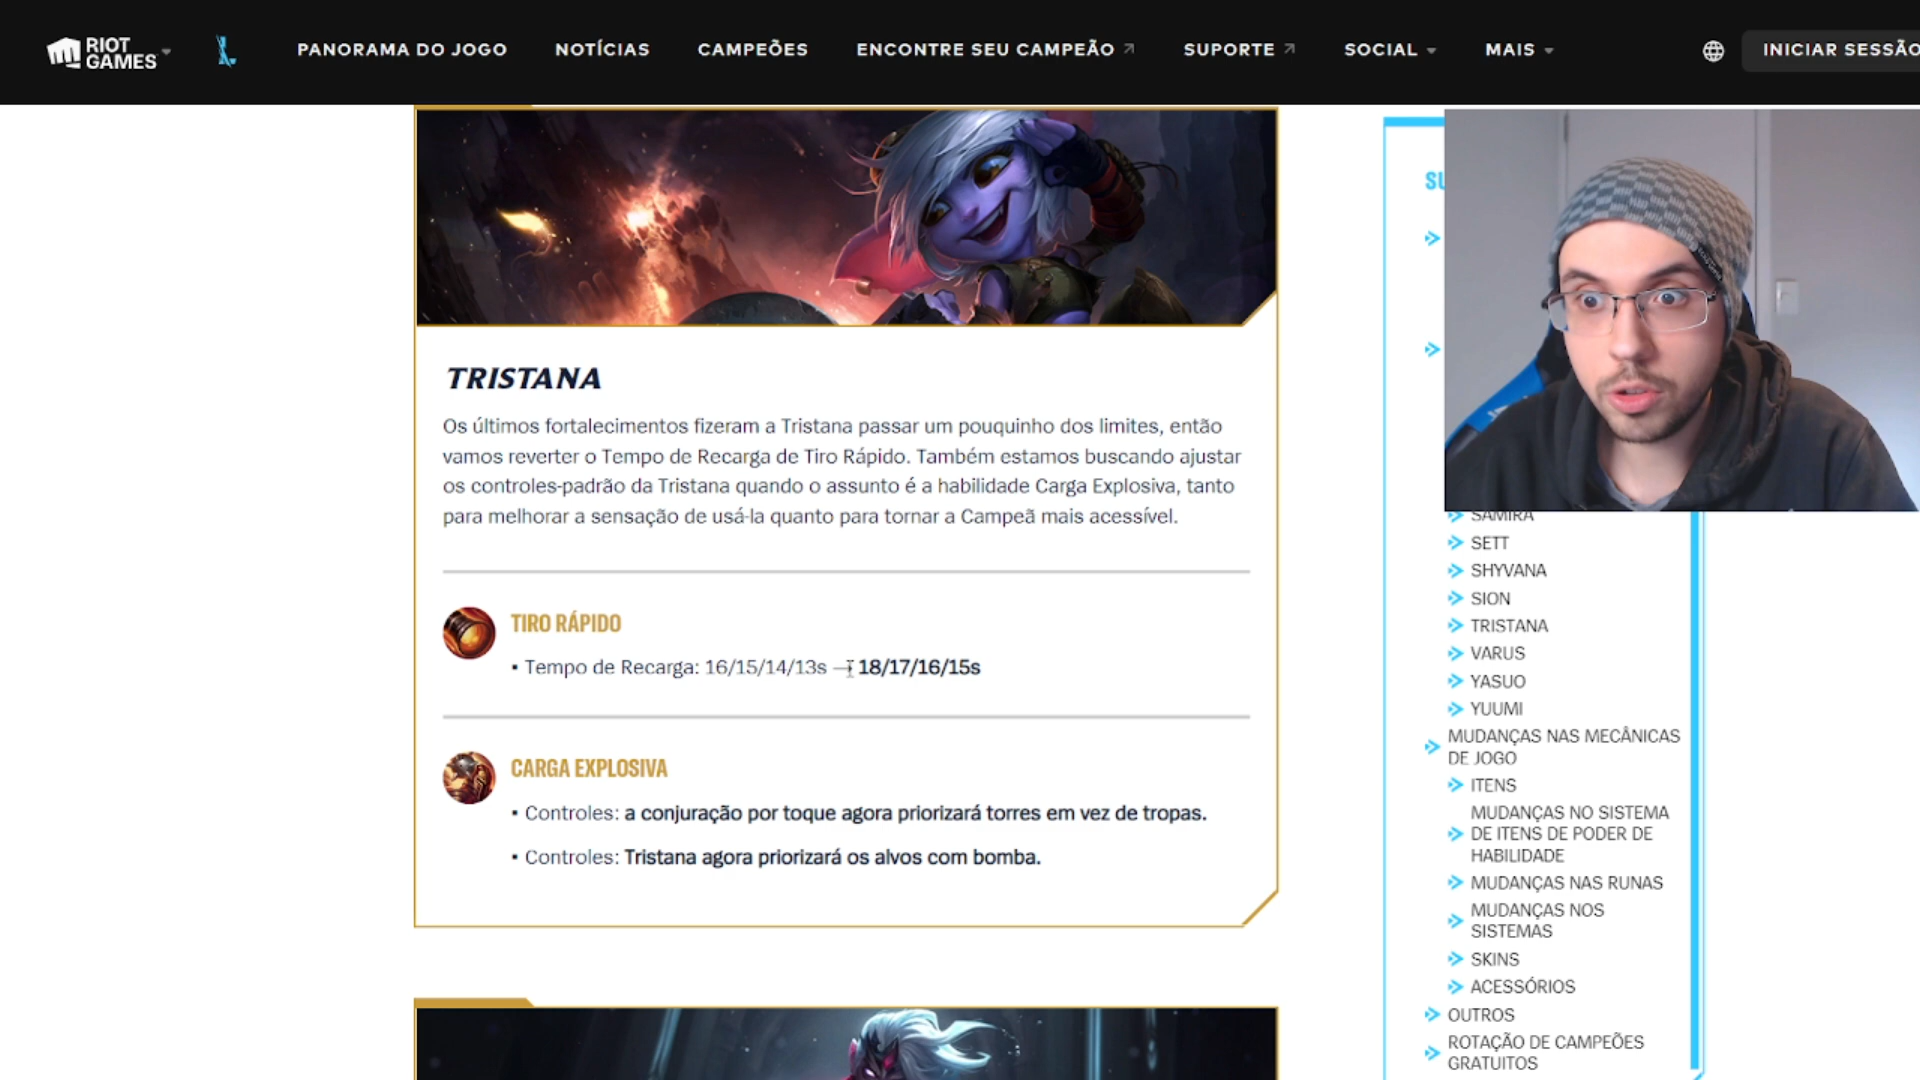 RIOT GAMES
PANORAMA DO JOGO
NOTÍCIAS
CAMPEÕES
ENCONTRE SEU CAMPEÃO
SUPORTE
SOCIAL
MAIS
INICIAR SESSÃO
TRISTANA
Os últimos fortalecimentos fizeram a Tristana passar um pouquinho dos limites, então
vamos reverter o Tempo de Recarga de Tiro Rápido. Também estamos buscando ajustar
os controles-padrão da Tristana quando o assunto é a habilidade Carga Explosiva, tanto
para melhorar a sensação de usá-la quanto para tornar a Campeã mais acessível.
TIRO RÁPIDO
• Tempo de Recarga: 16/15/14/13s → 18/17/16/15s
CARGA EXPLOSIVA
• Controles: a conjuração por toque agora priorizará torres em vez de tropas.
• Controles: Tristana agora priorizará os alvos com bomba.
SAMIRA
SETT
SHYVANA
SION
TRISTANA
VARUS
YASUO
YUUMI
MUDANÇAS NAS MECÂNICAS
DE JOGO
ITENS
MUDANÇAS NO SISTEMA
DE ITENS DE PODER DE
HABILIDADE
MUDANÇAS NAS RUNAS
MUDANÇAS NOS
SISTEMAS
SKINS
ACESSÓRIOS
OUTROS
ROTAÇÃO DE CAMPEÕES
GRATUITOS